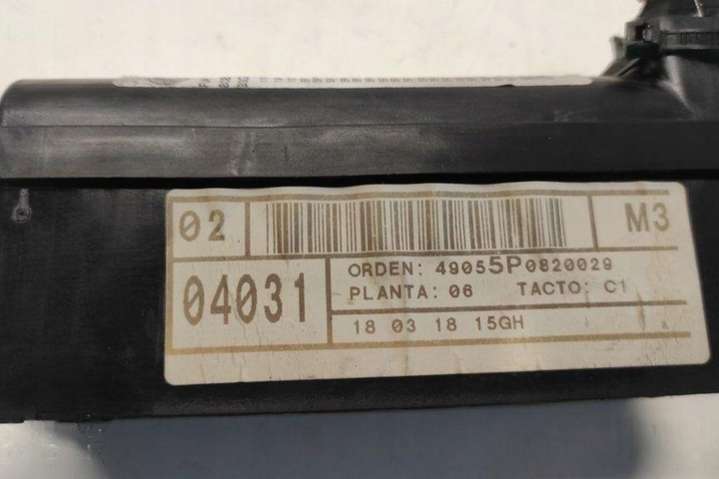 02
M3
04031
ORDEN: 49055P0820029
PLANTA: 06 TACTO: C1
18 03 18 15GH